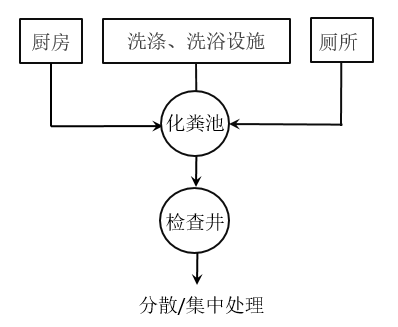 厨房
洗涤、洗浴设施
厕所
化粪池
检查井
分散/集中处理